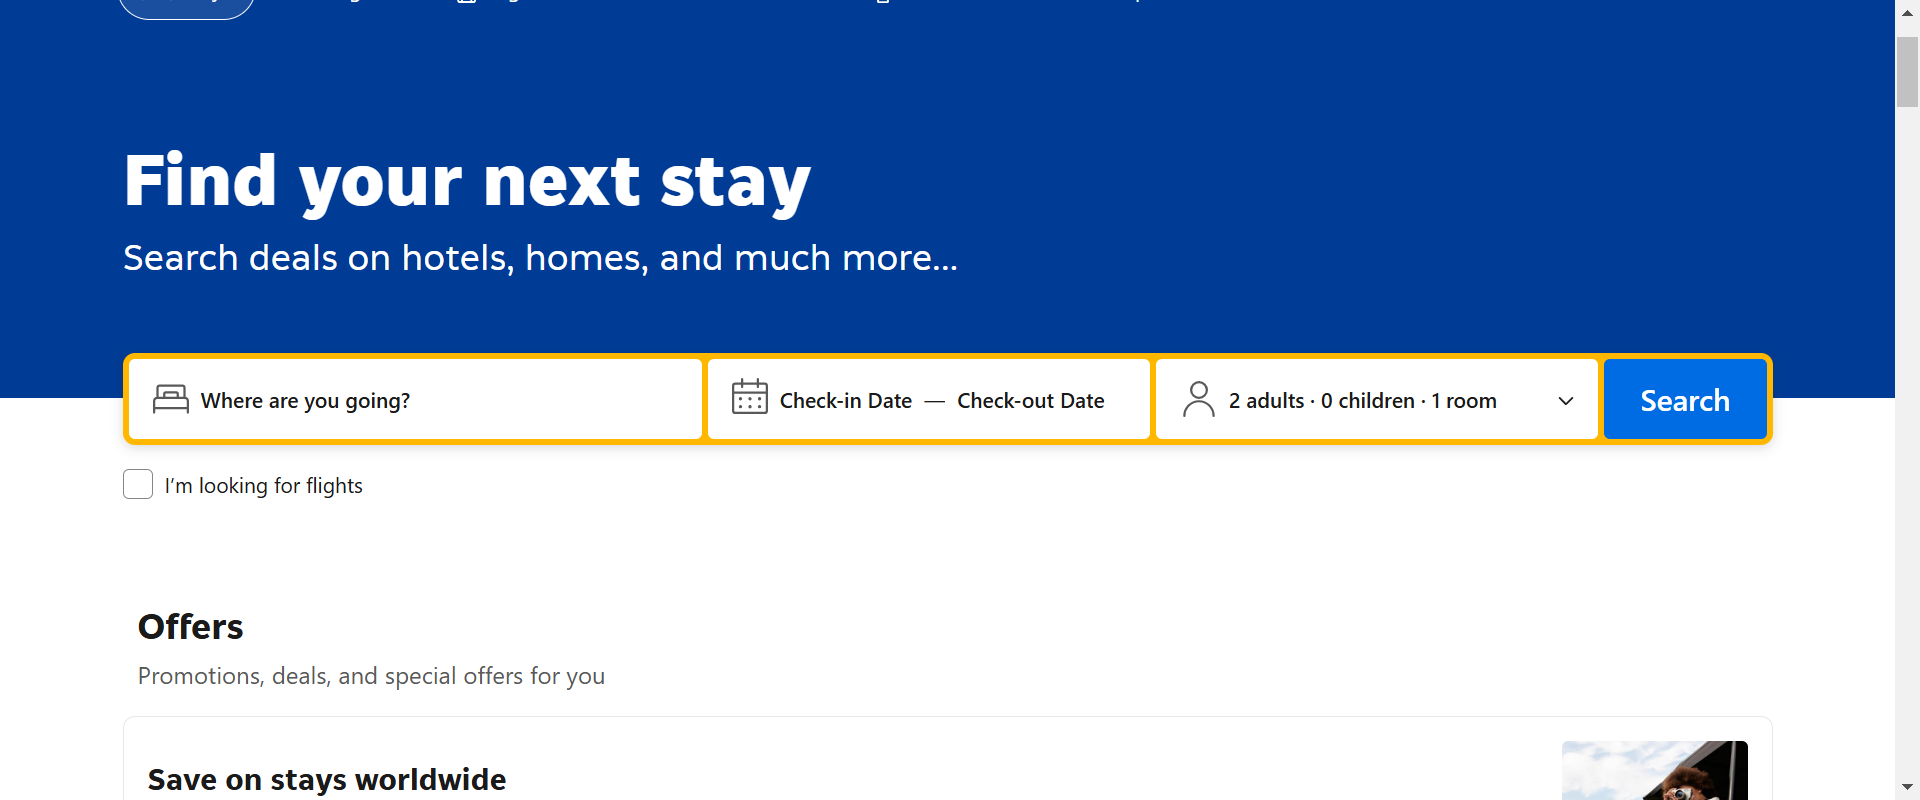 Find your next stay
Search deals on hotels, homes, and much more...
Where are you going?
Check-in Date — Check-out Date
2 adults · 0 children · 1 room
Search
I’m looking for flights
Offers
Promotions, deals, and special offers for you
Save on stays worldwide